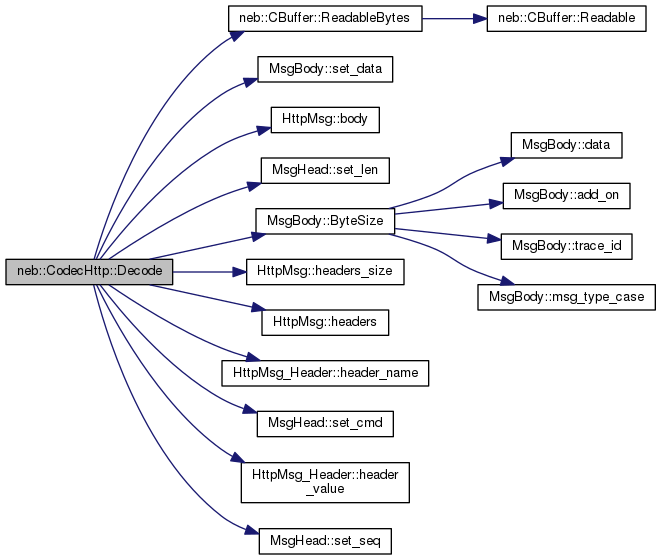 neb::CBuffer::ReadableBytes
neb::CBuffer::Readable
MsgBody::set_data
HttpMsg::body
MsgBody::data
MsgHead::set_len
MsgBody::add_on
MsgBody::ByteSize
MsgBody::trace_id
neb::CodecHttp::Decode
HttpMsg::headers_size
MsgBody::msg_type_case
HttpMsg::headers
HttpMsg_Header::header_name
MsgHead::set_cmd
HttpMsg_Header::header
_value
MsgHead::set_seq